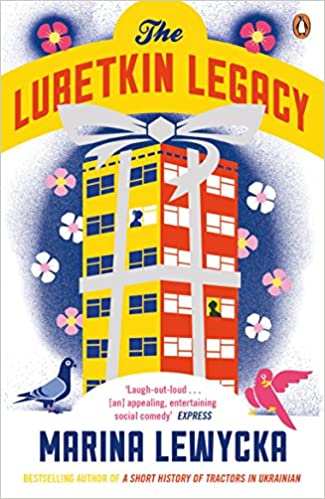 The
LUBETKIN LEGACY
'Laugh-out-loud . . .
[an] appealing, entertaining
social comedy' EXPRESS
MARINA LEWYCKA
BESTSELLING AUTHOR OF A SHORT HISTORY OF TRACTORS IN UKRAINIAN